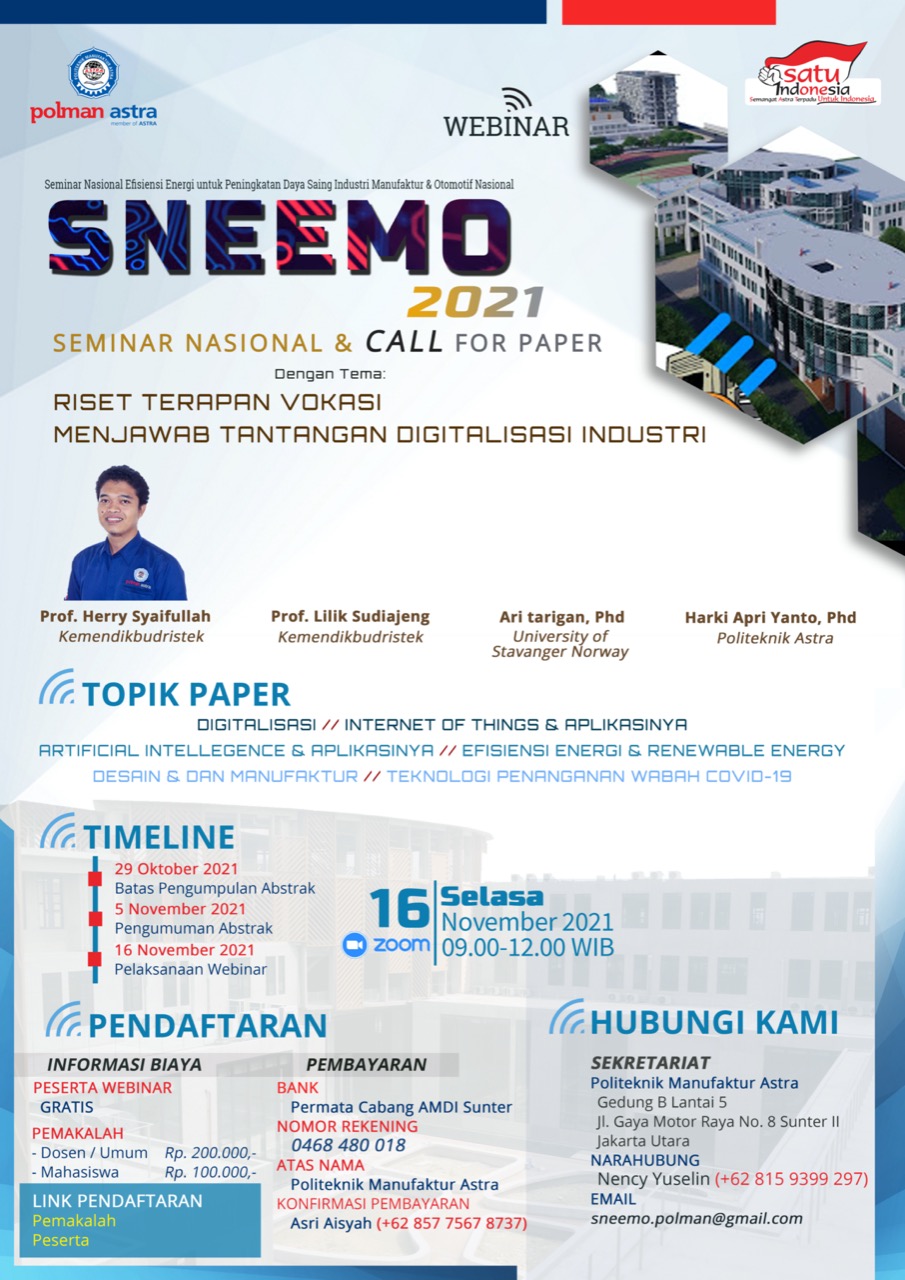 polman astra
member of ASTRA
WEBINAR
satu
Indonesia
Semangat Astra Terpadu Untuk Indonesia
Seminar Nasional Efisiensi Energi untuk Peningkatan Daya Saing Industri Manufaktur & Otomotif Nasional
SNEEMO
2021
SEMINAR NASIONAL & CALL FOR PAPER
Dengan Tema:
RISET TERAPAN VOKASI
MENJAWAB TANTANGAN DIGITALISASI INDUSTRI
Prof. Herry Syaifullah
Kemendikbudristek
Prof. Lilik Sudiajeng
Kemendikbudristek
Ari tarigan, Phd
University of
Stavanger Norway
Harki Apri Yanto, Phd
Politeknik Astra
TOPIK PAPER
DIGITALISASI // INTERNET OF THINGS & APLIKASINYA
ARTIFICIAL INTELLEGENCE & APLIKASINYA // EFISIENSI ENERGI & RENEWABLE ENERGY
DESAIN & DAN MANUFAKTUR // TEKNOLOGI PENANGANAN WABAH COVID-19
TIMELINE
29 Oktober 2021
Batas Pengumpulan Abstrak
5 November 2021
Pengumuman Abstrak
16 November 2021
Pelaksanaan Webinar
16
zoom
Selasa
November 2021
09.00-12.00 WIB
PENDAFTARAN
INFORMASI BIAYA
PESERTA WEBINAR
GRATIS
PEMAKALAH
- Dosen / Umum Rp. 200.000,-
- Mahasiswa Rp. 100.000,-
LINK PENDAFTARAN
Pemakalah
Peserta
PEMBAYARAN
BANK
Permata Cabang AMDI Sunter
NOMOR REKENING
0468 480 018
ATAS NAMA
Politeknik Manufaktur Astra
KONFIRMASI PEMBAYARAN
Asri Aisyah (+62 857 7567 8737)
HUBUNGI KAMI
SEKRETARIAT
Politeknik Manufaktur Astra
Gedung B Lantai 5
Jl. Gaya Motor Raya No. 8 Sunter II
Jakarta Utara
NARAHUBUNG
Nency Yuselin (+62 815 9399 297)
EMAIL
sneemo.polman@gmail.com